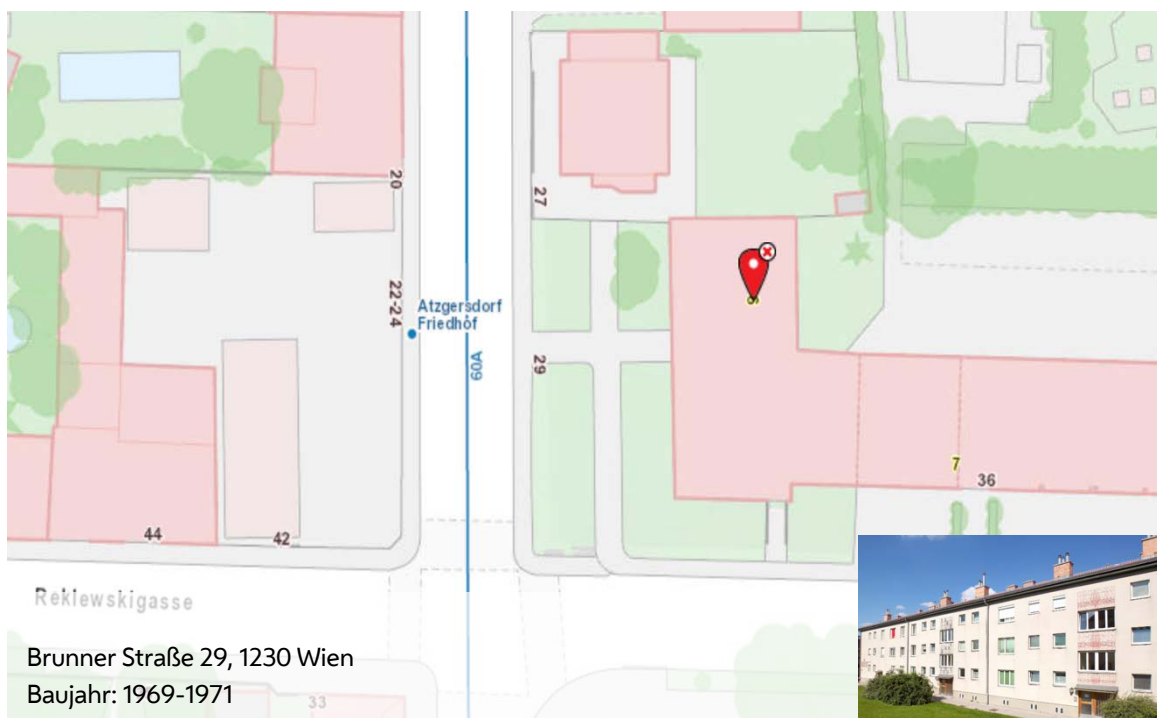 20
27
22-24
Atzgersdorf
Friedhof
60A
29
9
7
36
44
42
Reklewskigasse
33
Brunner Straße 29, 1230 Wien
Baujahr: 1969-1971